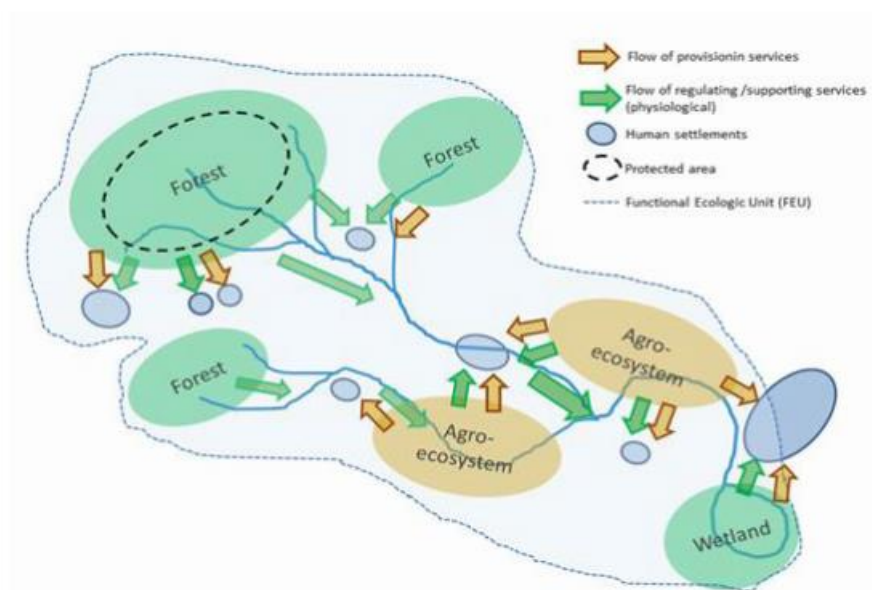 Flow of provisionin services
Flow of regulating /supporting services
(physiological)
Human settlements
Protected area
Functional Ecologic Unit (FEU)
Forest
Forest
Forest
Agro-
ecosystem
Agro-
ecosystem
Wetland